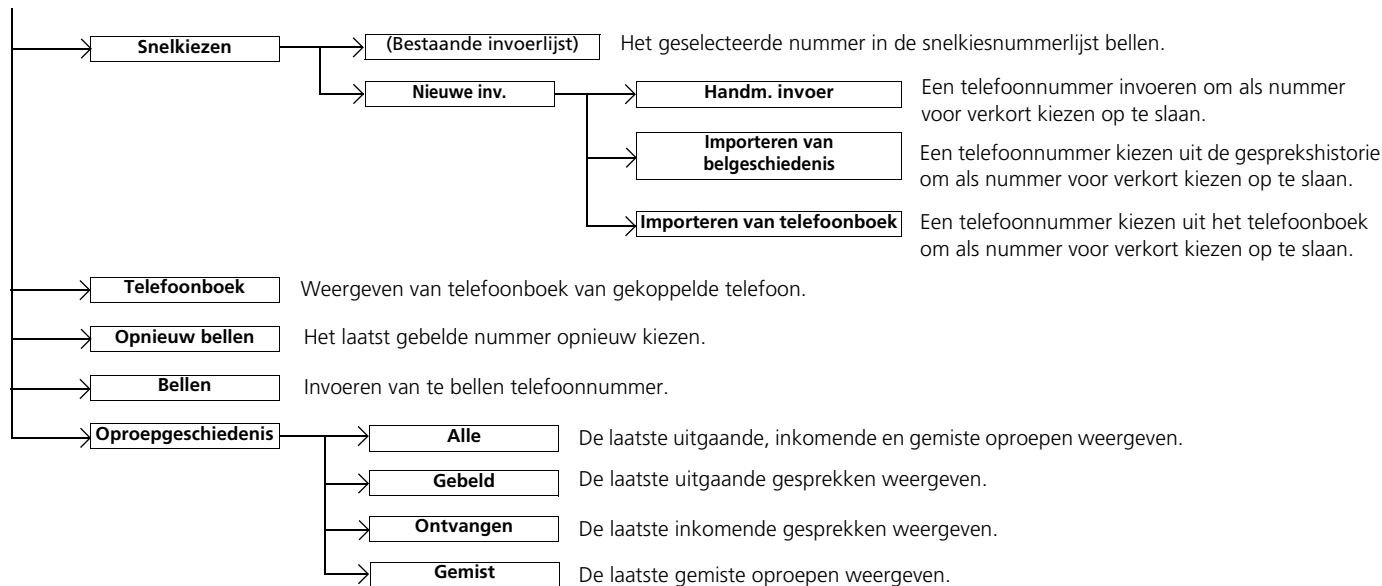 Snelkiezen
(Bestaande invoerlijst)
Het geselecteerde nummer in de snelkiesnummerlijst bellen.
Nieuwe inv.
Handm. invoer
Een telefoonnummer invoeren om als nummer
voor verkort kiezen op te slaan.
Importeren van
belgeschiedenis
Een telefoonnummer kiezen uit de gesprekshistorie
om als nummer voor verkort kiezen op te slaan.
Importeren van telefoonboek
Een telefoonnummer kiezen uit het telefoonboek
om als nummer voor verkort kiezen op te slaan.
Telefoonboek
Weergeven van telefoonboek van gekoppelde telefoon.
Opnieuw bellen
Het laatst gebelde nummer opnieuw kiezen.
Bellen
Invoeren van te bellen telefoonnummer.
Oproepgeschiedenis
Alle
De laatste uitgaande, inkomende en gemiste oproepen weergeven.
Gebeld
De laatste uitgaande gesprekken weergeven.
Ontvangen
De laatste inkomende gesprekken weergeven.
Gemist
De laatste gemiste oproepen weergeven.